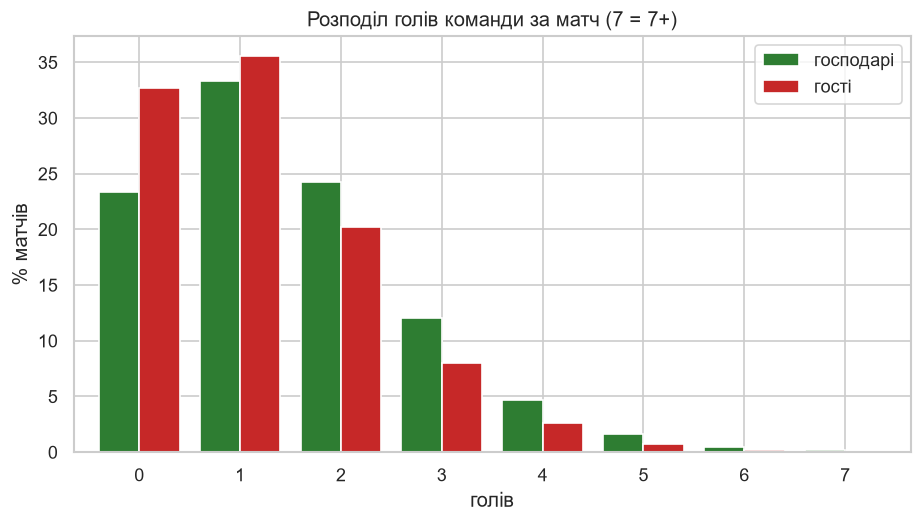 Розподіл голів команди за матч (7 = 7+)
господарі
гості
% матчів
35
30
25
20
15
10
5
0
0 1 2 3 4 5 6 7
голів